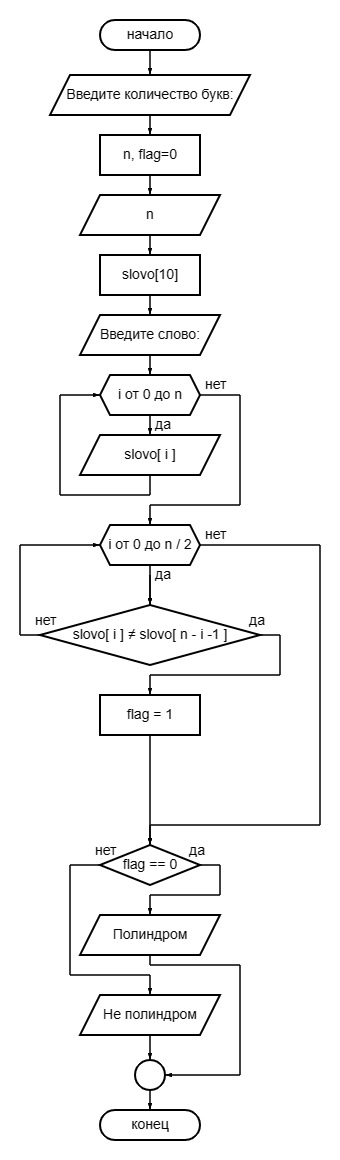 начало
Введите количество букв:
n, flag=0
n
slovo[10]
Введите слово:
i от 0 до n
нет
да
slovo[ i ]
i от 0 до n / 2
нет
да
нет
slovo[ i ] ≠ slovo[ n - i -1 ]
да
flag = 1
нет
flag == 0
да
Полиндром
Не полиндром
конец